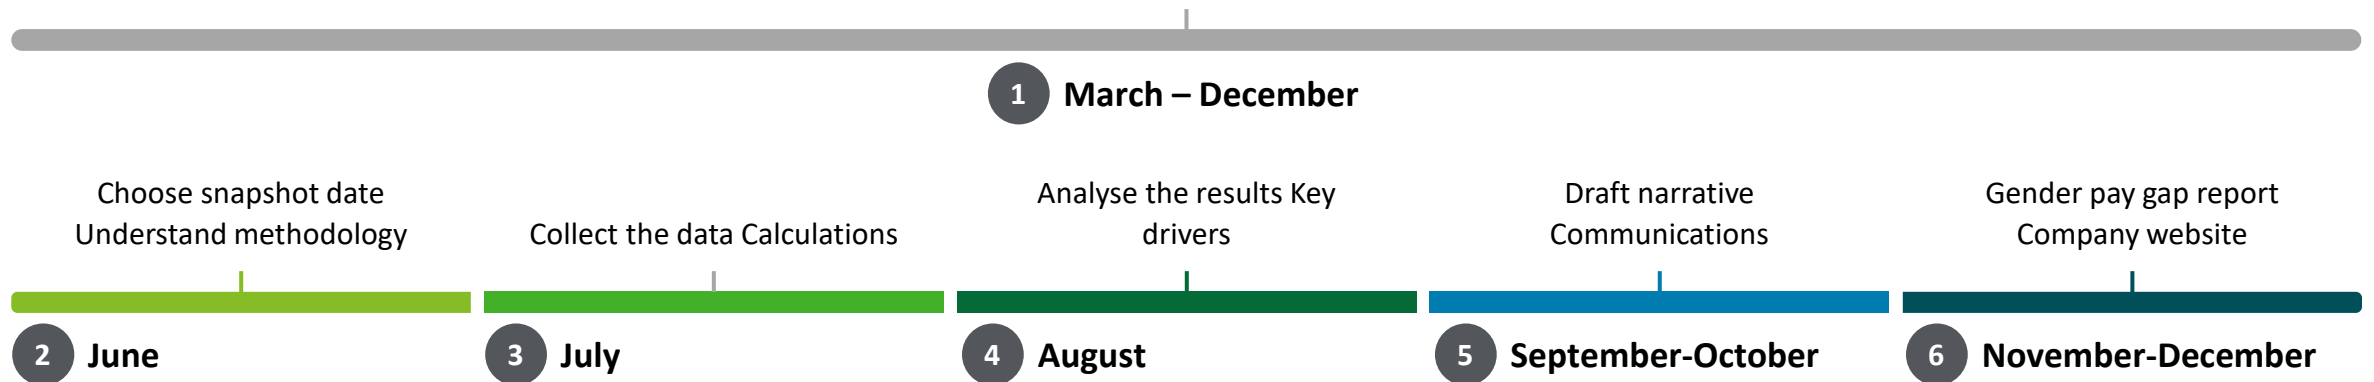 1 March – December
Choose snapshot date
Understand methodology
Collect the data Calculations
Analyse the results Key
drivers
Draft narrative
Communications
Gender pay gap report
Company website
2 June
3 July
4 August
5 September-October
6 November-December